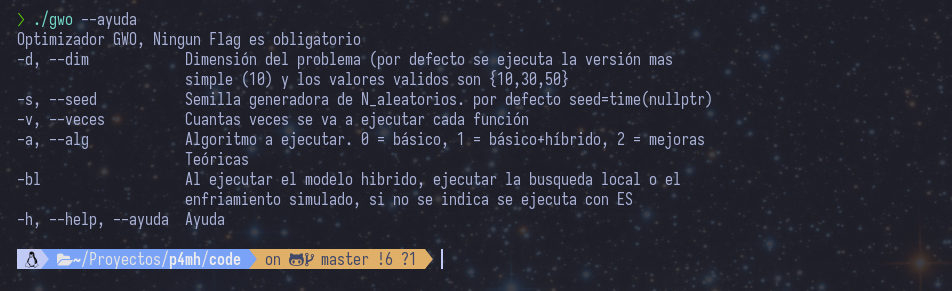 ❯ ./gwo --ayuda
Optimizador GWO, Ningun Flag es obligatorio
-d, --dim Dimensión del problema (por defecto se ejecuta la versión mas
simple (10) y los valores validos son {10,30,50}
-s, --seed Semilla generadora de N_aleatorios. por defecto seed=time(nullptr)
-v, --veces Cuantas veces se va a ejecutar cada función
-a, --alg Algoritmo a ejecutar. 0 = básico, 1 = básico+híbrido, 2 = mejoras
Teóricas
-bl Al ejecutar el modelo hibrido, ejecutar la busqueda local o el
enfriamiento simulado, si no se indica se ejecuta con ES
-h, --help, --ayuda Ayuda
~/Proyectos/p4mh/code on master !6 ?1